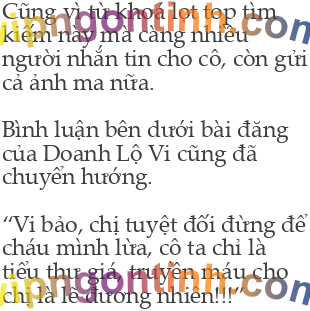 Cũng vì từ khoá lọt top tìm
kiếm này mà càng nhiều
người nhắn tin cho cô, còn gửi
cả ảnh ma nữa.
Bình luận bên dưới bài đăng
của Doanh Lộ Vi cũng đã
chuyển hướng.
“Vi bảo, chị tuyệt đối đừng để
cháu mình lừa, cô ta chỉ là
tiểu thư giả, truyền máu cho
chị là lẽ đương nhiên!!!”
vipngontinh.com
vipngontinh.com